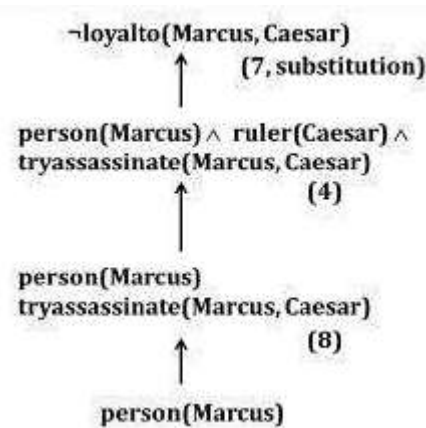 ¬loyalto(Marcus, Caesar)
(7, substitution)
person(Marcus) ∧ ruler(Caesar) ∧
tryassassinate(Marcus, Caesar)
(4)
person(Marcus)
tryassassinate(Marcus, Caesar)
(8)
person(Marcus)